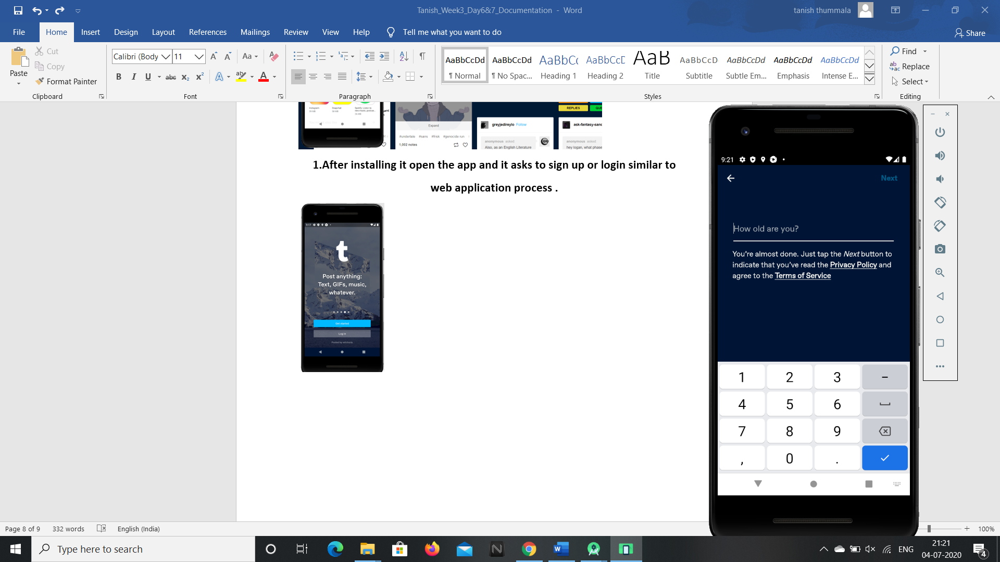 Tanish_Week3_Day6&7_Documentation - Word
tanish thummala
File Home Insert Design Layout References Mailings Review View Help Tell me what you want to do
Share
Paste
Cut
Copy
Format Painter
Clipboard
Calibri (Body 11
Font
Paragraph
AaBbCcDd AaBbCcDd AaBbCc AaBbCcD AaB AaBbCcD AaBbCcDd AaBbCcDd AaBbCcDd
¶ Normal ¶ No Spac... Heading 1 Heading 2 Title Subtitle Subtle Em... Emphasis Intense E...
Styles
Find
Replace
Select
Editing
Instagram Snapchat
Expand
#undertale #sans #frisk #genocide run
1,002 notes
REPLIES
greyjedireylo Follow
anonymous asked
Also, as an English Literature
ask-fantasy-sand
anonymous asked
hey logan, what phase
1.After installing it open the app and it asks to sign up or login similar to
web application process .
9:17
t
Post anything:
Text, GIFs, music,
whatever.
Get started
Log in
9:21
Next
How old are you?
You're almost done. Just tap the Next button to
indicate that you've read the Privacy Policy and
agree to the Terms of Service
1 2 3 -
4 5 6
7 8 9
, 0 .
Page 8 of 9 332 words English (India)
100%
Type here to search
ENG
21:21
04-07-2020
4